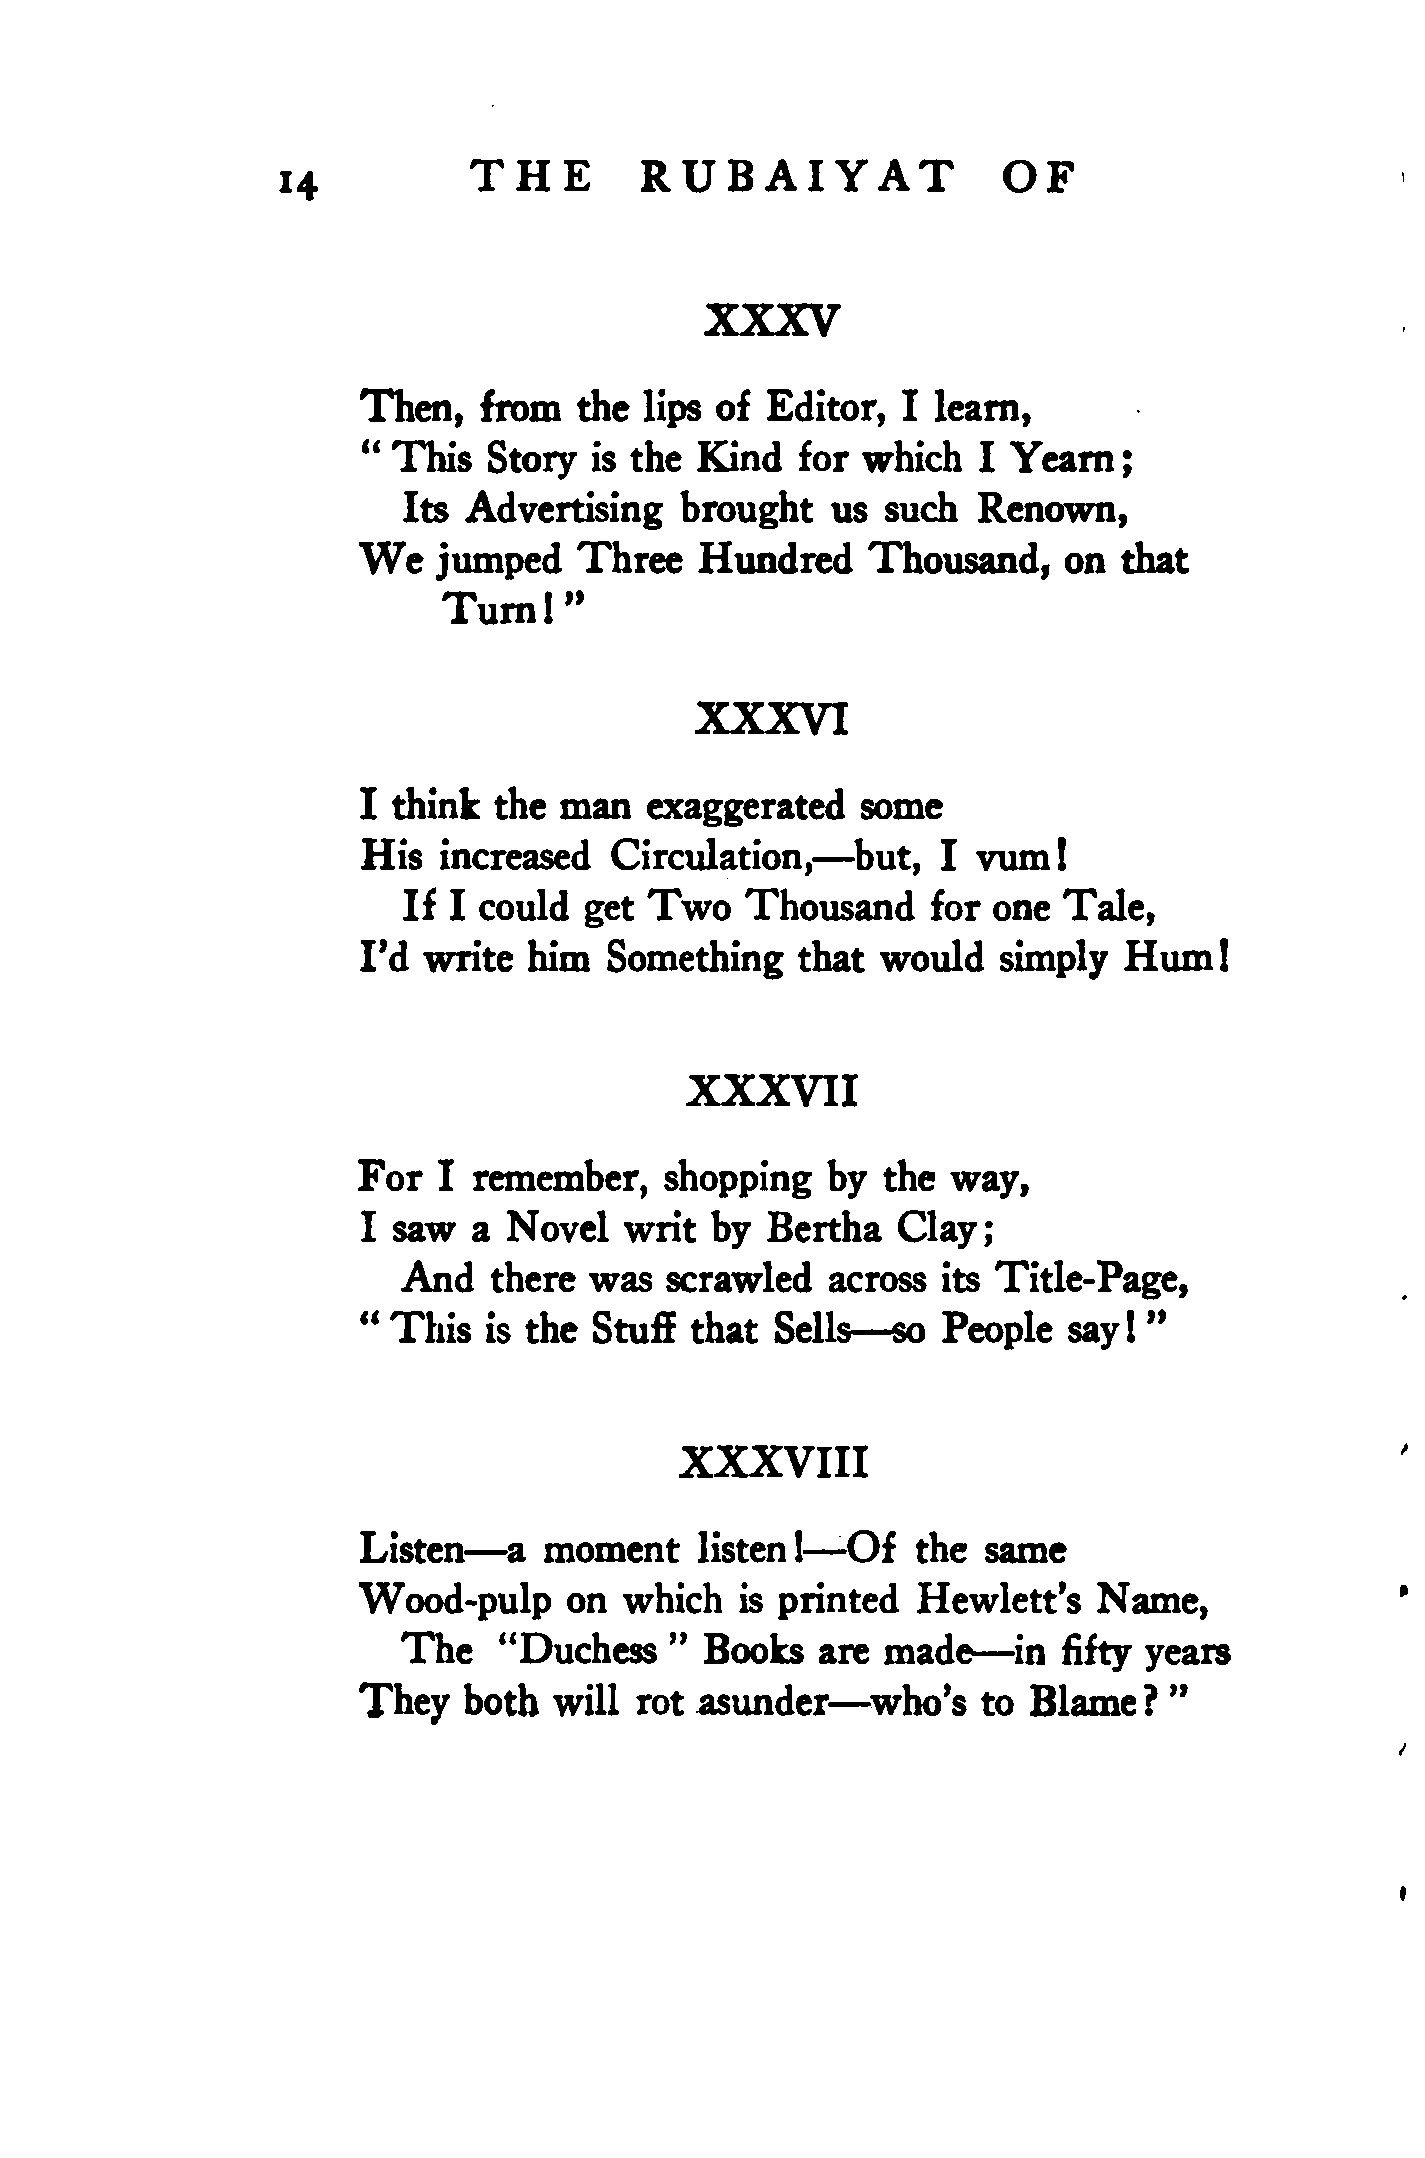 14 THE RUBAIYAT OF
XXXV
Then, from the lips of Editor, I learn,
“ This Story is the Kind for which I Yearn;
Its Advertising brought us such Renown,
We jumped Three Hundred Thousand, on that
Turn! ”
XXXVI
I think the man exaggerated some
His increased Circulation,—but, I vum!
If I could get Two Thousand for one Tale,
I’d write him Something that would simply Hum!
XXXVII
For I remember, shopping by the way,
I saw a Novel writ by Bertha Clay;
And there was scrawled across its Title-Page,
“ This is the Stuff that Sells—so People say! ”
XXXVIII
Listen—a moment listen!—Of the same
Wood-pulp on which is printed Hewlett’s Name,
The “Duchess ” Books are made—in fifty years
They both will rot asunder—who’s to Blame? ”